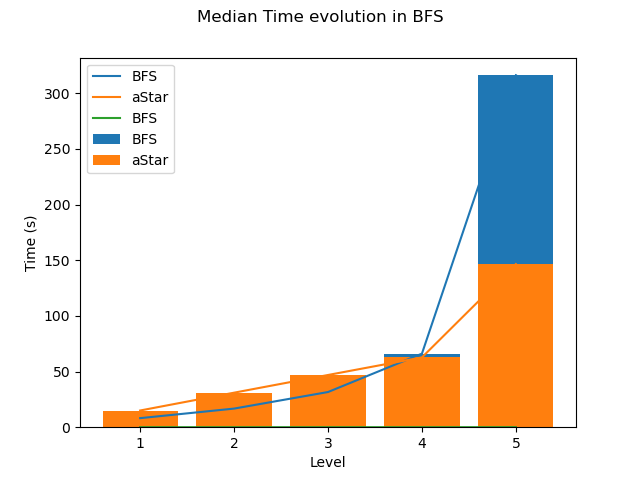 Median Time evolution in BFS
BFS
aStar
BFS
BFS
aStar
Time (s)
300
250
200
150
100
50
0
1 2 3 4 5
Level